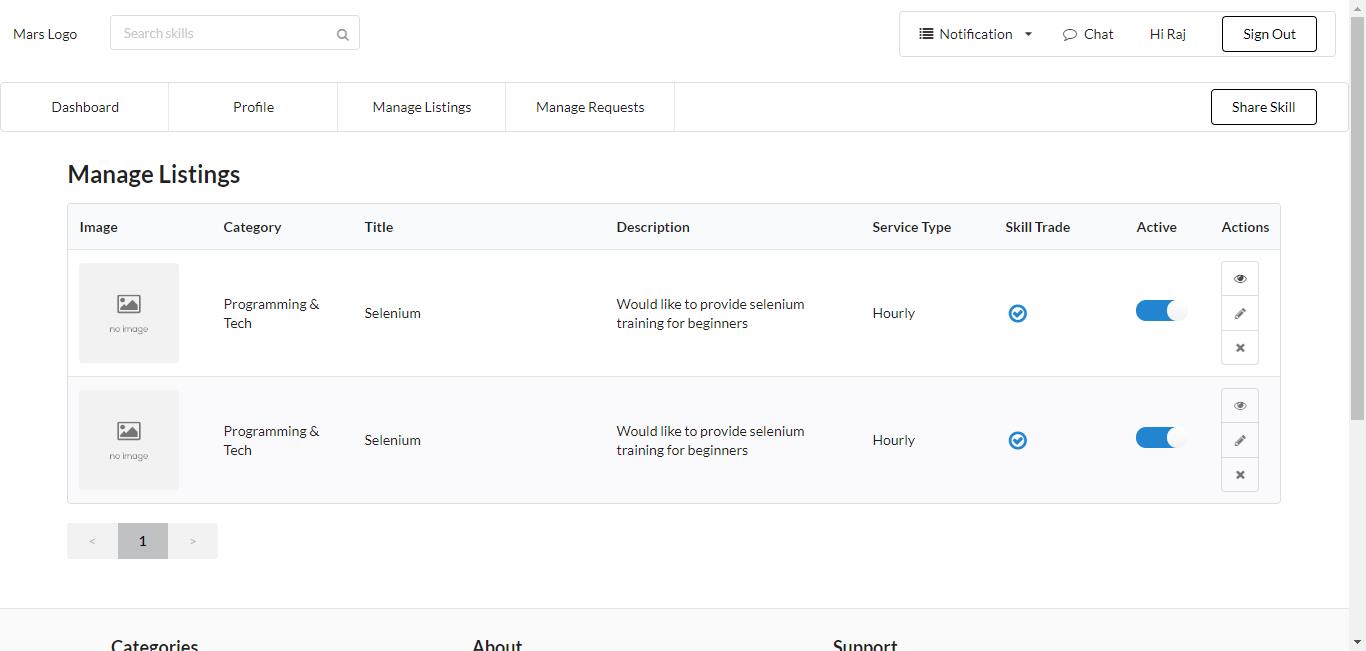 Mars Logo
Search skills
Notification
Chat
Hi Raj
Sign Out
Dashboard
Profile
Manage Listings
Manage Requests
Share Skill
Manage Listings
Image
Category
Title
Description
Service Type
Skill Trade
Active
Actions
no image
Programming &
Tech
Selenium
Would like to provide selenium
training for beginners
Hourly
no image
Programming &
Tech
Selenium
Would like to provide selenium
training for beginners
Hourly
<
1
>
Categories
About
Support